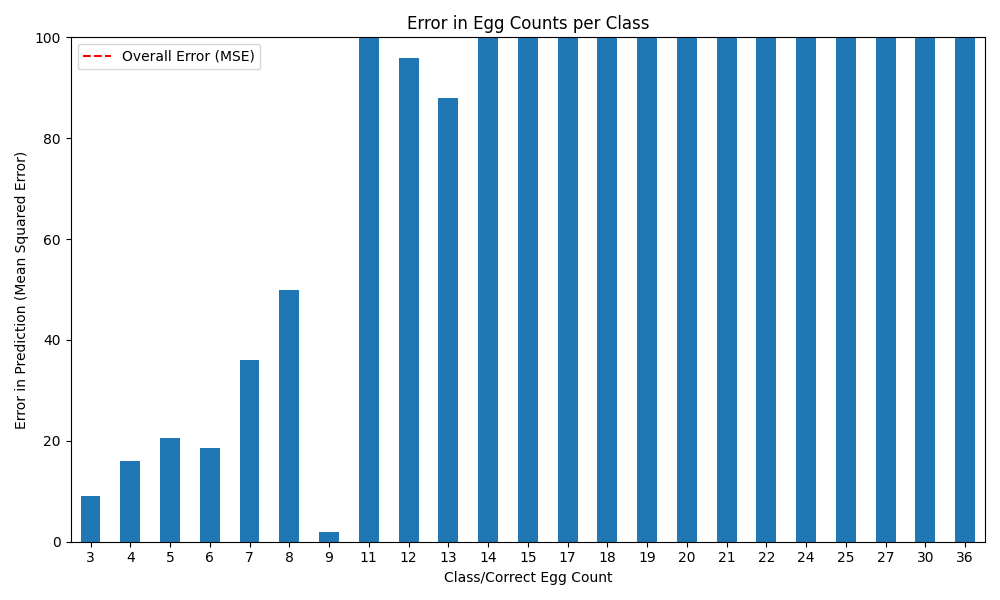 Error in Egg Counts per Class
Overall Error (MSE)
Error in Prediction (Mean Squared Error)
100
80
60
40
20
0
3 4 5 6 7 8 9 11 12 13 14 15 17 18 19 20 21 22 24 25 27 30 36
Class/Correct Egg Count